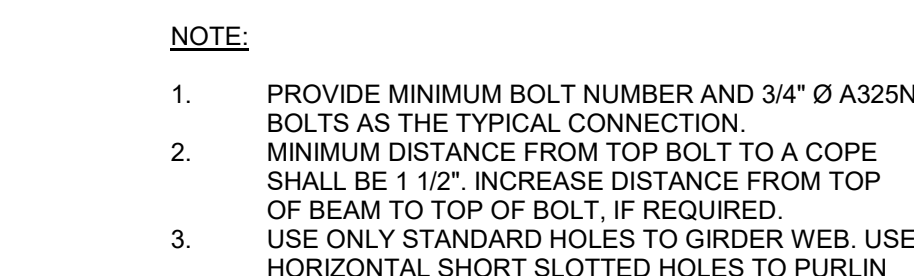 NOTE:
1. PROVIDE MINIMUM BOLT NUMBER AND 3/4" Ø A325N
BOLTS AS THE TYPICAL CONNECTION.
2. MINIMUM DISTANCE FROM TOP BOLT TO A COPE
SHALL BE 1 1/2". INCREASE DISTANCE FROM TOP
OF BEAM TO TOP OF BOLT, IF REQUIRED.
3. USE ONLY STANDARD HOLES TO GIRDER WEB. USE
HORIZONTAL SHORT SLOTTED HOLES TO PURLIN